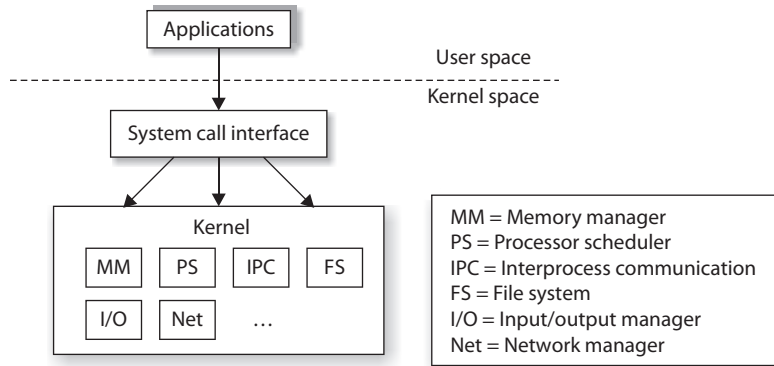 Applications
User space
Kernel space
System call interface
Kernel
MM PS IPC FS
I/O Net …
MM = Memory manager
PS = Processor scheduler
IPC = Interprocess communication
FS = File system
I/O = Input/output manager
Net = Network manager